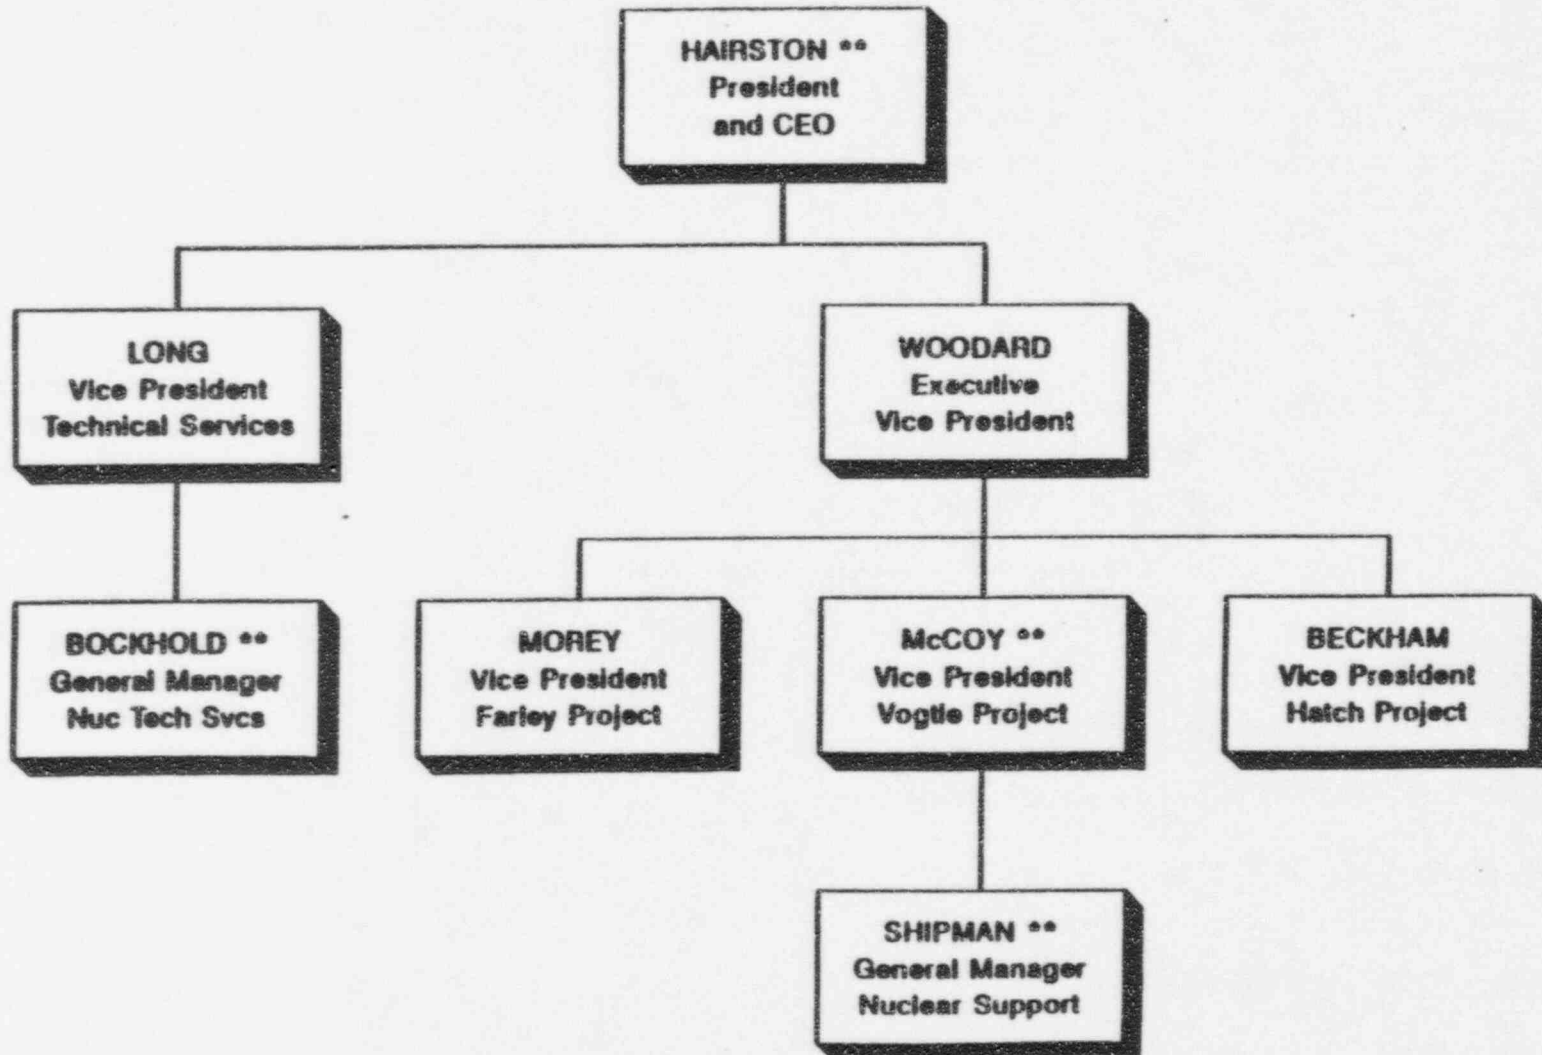 HAIRSTON **
President
and CEO
LONG
Vice President
Technical Services
WOODARD
Executive
Vice President
BOCKHOLD **
General Manager
Nuc Tech Svcs
MOREY
Vice President
Farley Project
McCOY **
Vice President
Vogtle Project
BECKHAM
Vice President
Hatch Project
SHIPMAN **
General Manager
Nuclear Support